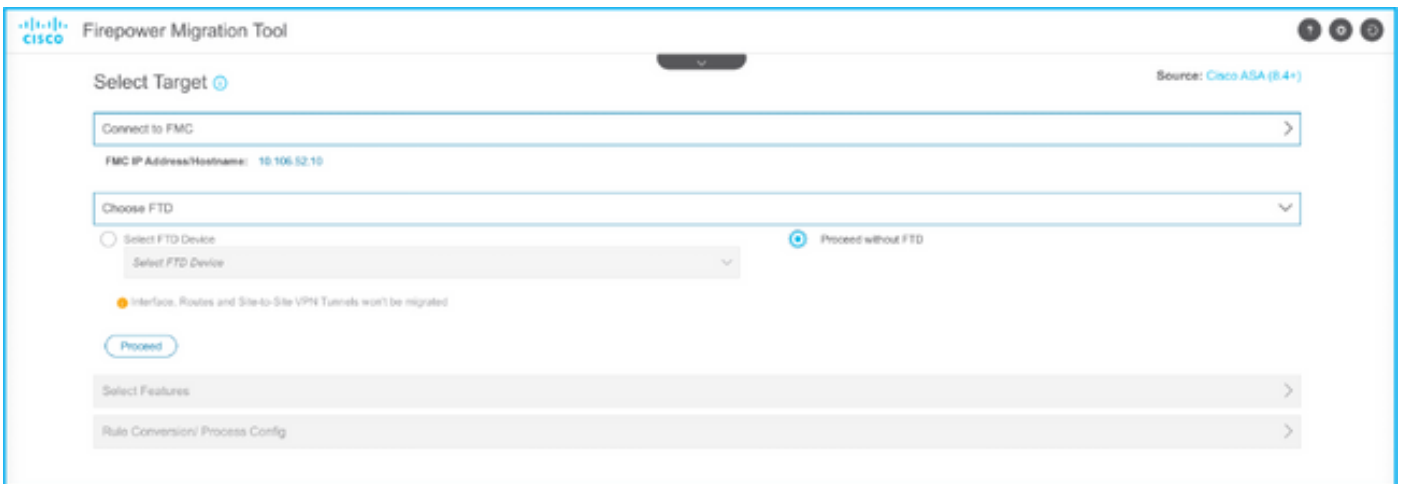 CISCO Firepower Migration Tool
Select Target
Source: Cisco ASA (8.4+)
Connect to FMC
FMC IP Address/Hostname: 10.106.52.10
Choose FTD
Select FTD Device
Proceed without FTD
Select FTD Device
Interface, Routes and Site-to-Site VPN Tunnels won't be migrated
Proceed
Select Features
Rule Conversion/ Process Config